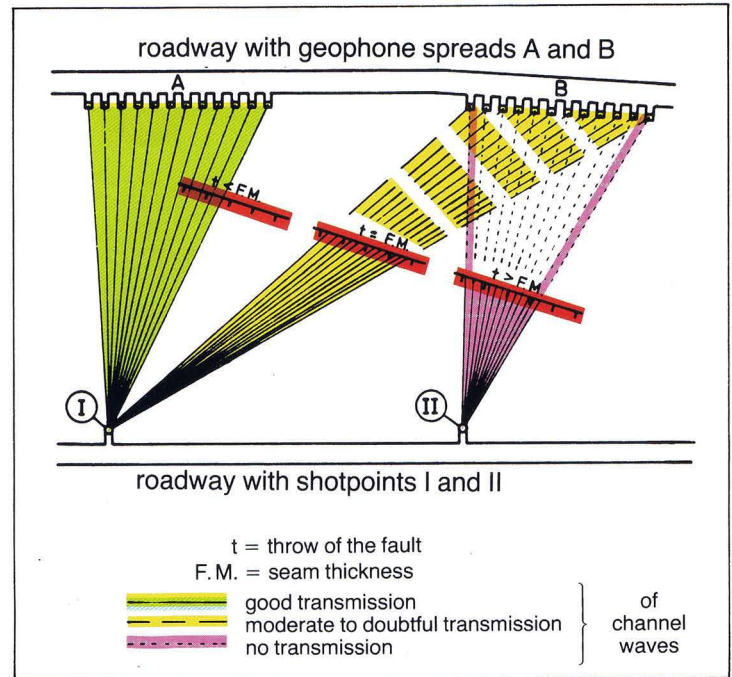 roadway with geophone spreads A and B
A
B
t < F.M.
t = F.M.
t > F.M
I
II
roadway with shotpoints I and II
t = throw of the fault
F. M. = seam thickness
good transmission
moderate to doubtful transmission
no transmission
of
channel
waves